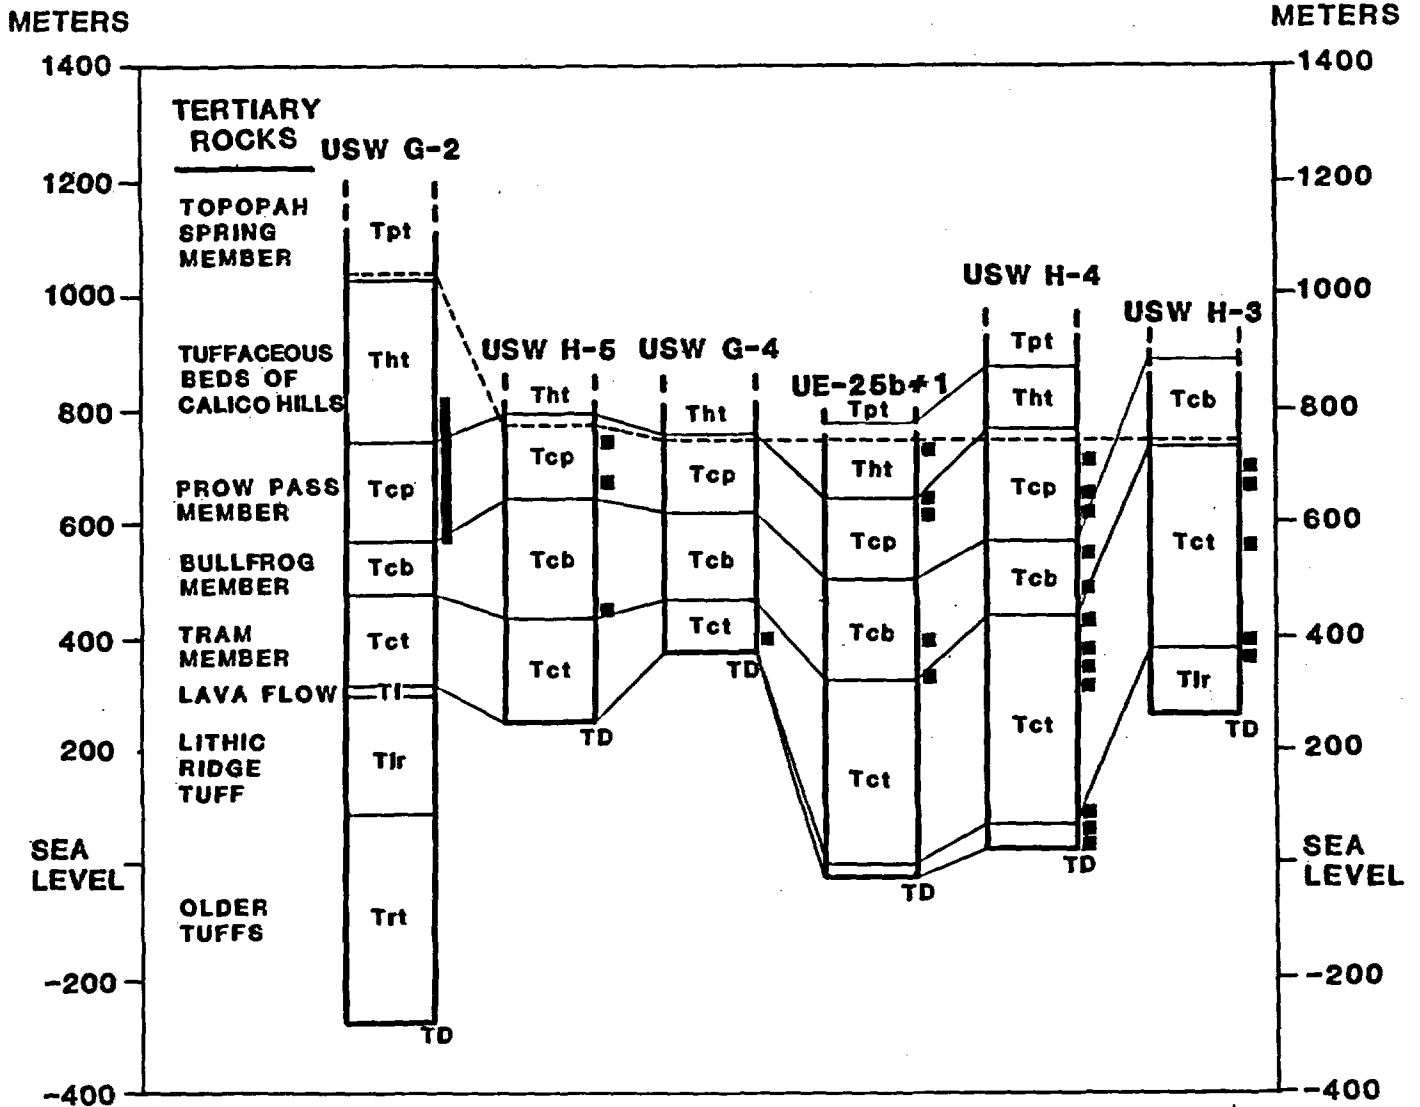 METERS
METERS
1400
1400
TERTIARY
ROCKS
USW G-2
1200
1200
TOPOPAH
SPRING
MEMBER
Tpt
USW H-4
1000
1000
USW H-3
Tpt
TUFFACEOUS
BEDS OF
CALICO HILLS
Tht
USW H-5
USW G-4
UE-25b#1
Tht
Tht
Tpt
Tht
Tcb
800
800
Tcp
Tcp
Tht
PROW PASS
MEMBER
Tcp
Tcp
600
600
Tcp
Tct
BULLFROG
MEMBER
Tcb
Tcb
Tcb
Tcb
TRAM
MEMBER
Tct
Tct
Tcb
400
400
Tct
TD
LAVA FLOW
Tl
Tlr
TD
TD
Tct
200
200
LITHIC
RIDGE
TUFF
Tlr
Tct
SEA
LEVEL
SEA
LEVEL
TD
TD
OLDER
TUFFS
Trt
-200
-200
TD
-400
-400